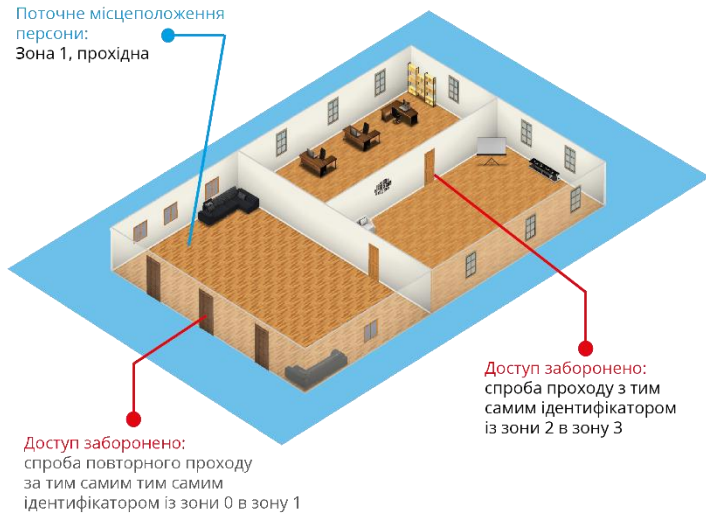 Поточне місцеположення
персони:
Зона 1, прохідна
Доступ заборонено:
спроба проходу з тим
самим ідентифікатором
із зони 2 в зону 3
Доступ заборонено:
спроба повторного проходу
за тим самим тим самим
ідентифікатором із зони 0 в зону 1